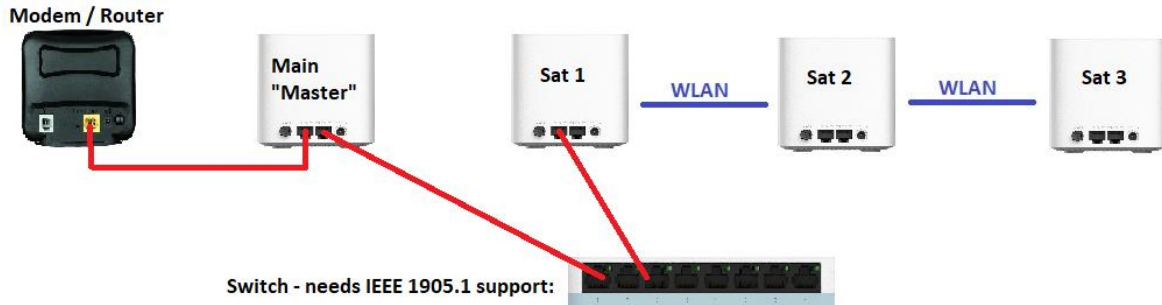 Modem / Router
Main
"Master"
Sat 1
WLAN
Sat 2
WLAN
Sat 3
Switch - needs IEEE 1905.1 support: